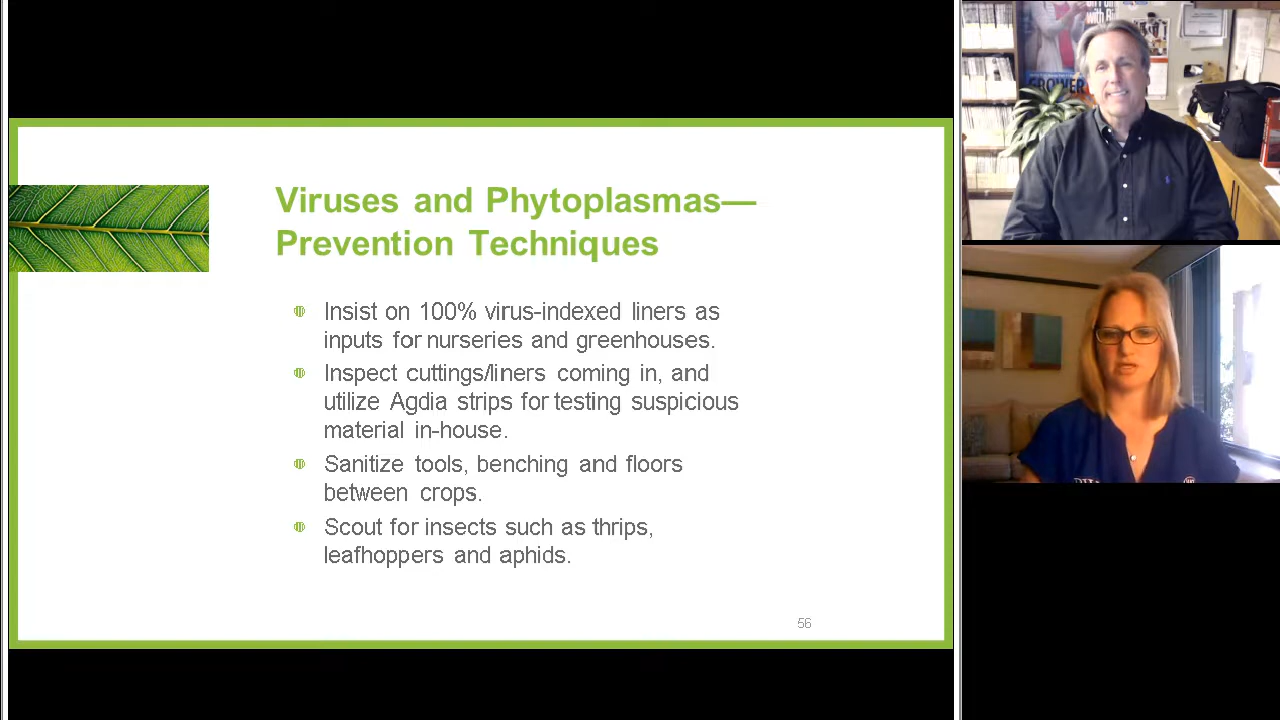 Viruses and Phytoplasmas—
Prevention Techniques
Insist on 100% virus-indexed liners as
inputs for nurseries and greenhouses.
Inspect cuttings/liners coming in, and
utilize Agdia strips for testing suspicious
material in-house.
Sanitize tools, benching and floors
between crops.
Scout for insects such as thrips,
leafhoppers and aphids.
56
GROWER